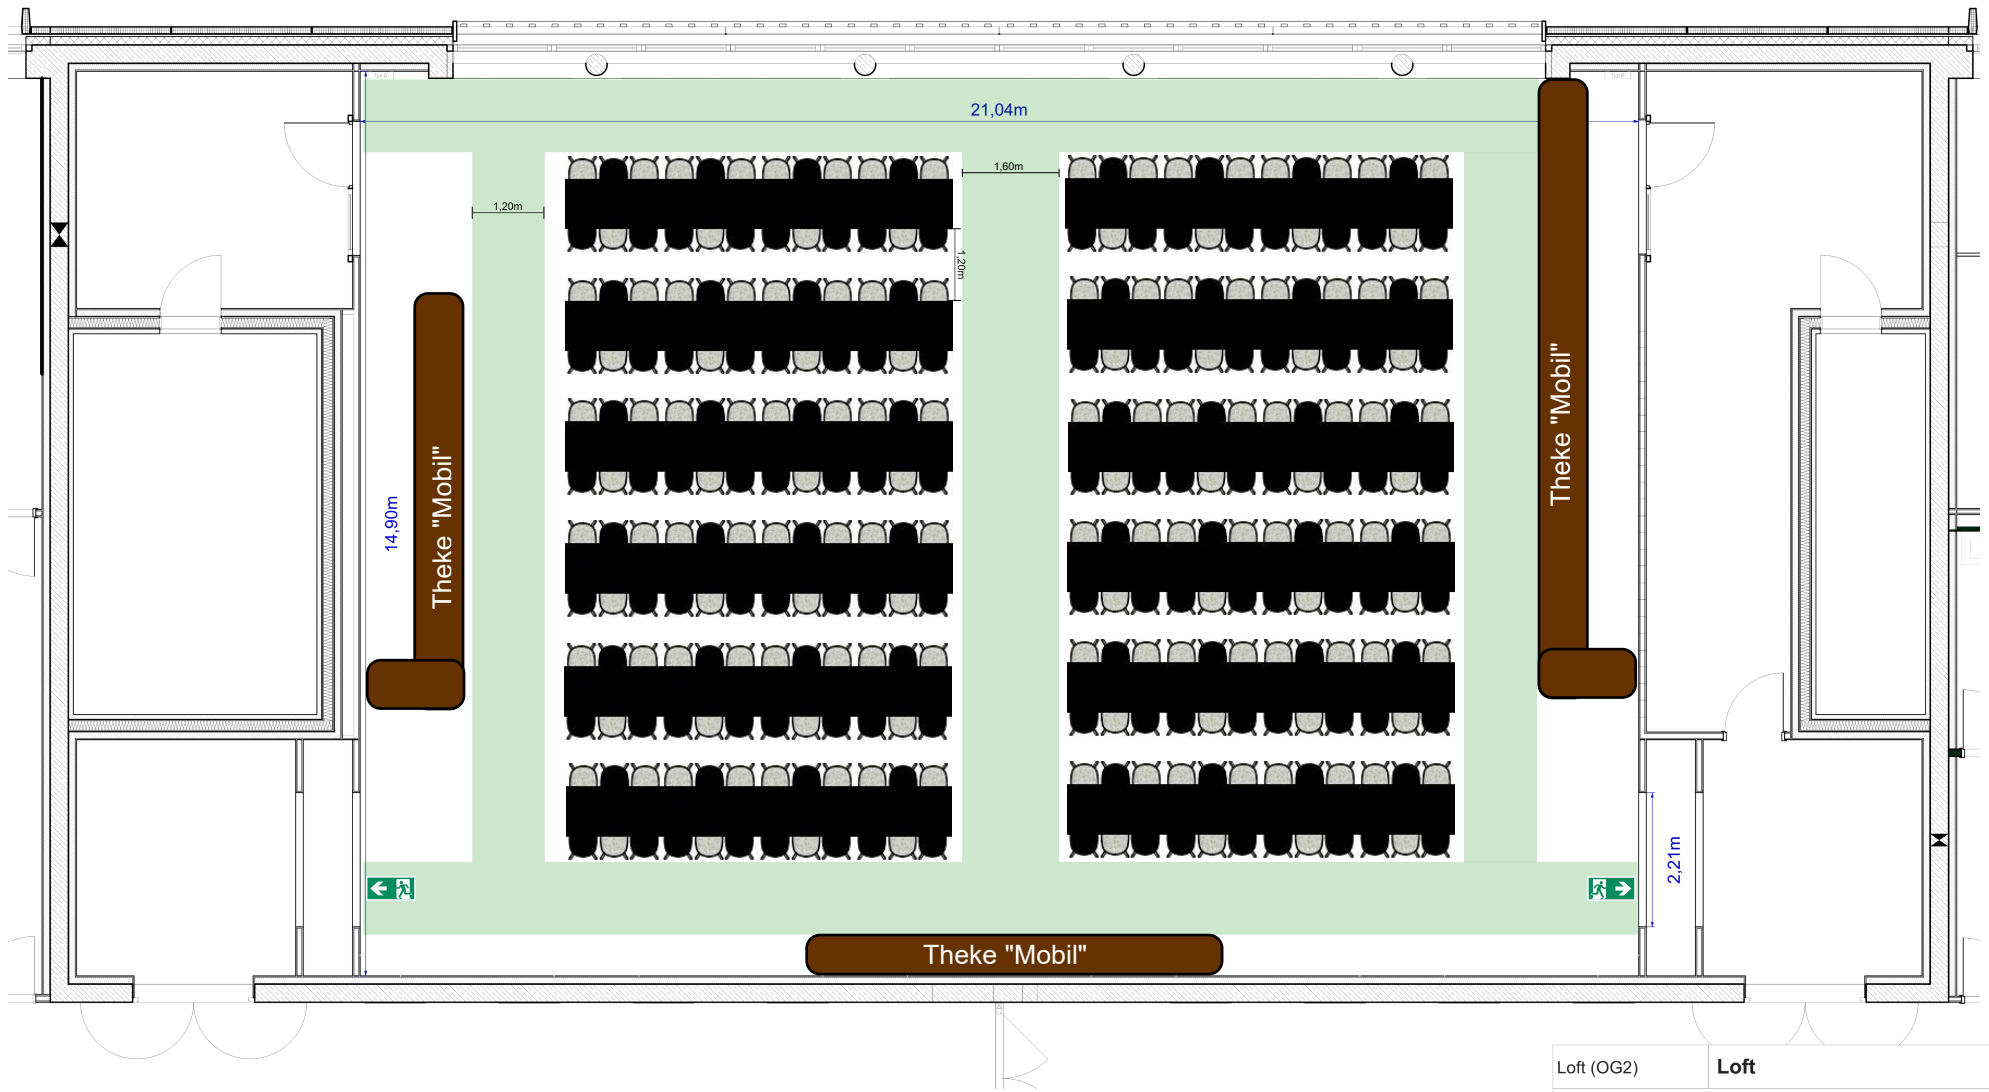 21,04m
1,60m
1,20m
1,20m
14,90m
Theke "Mobil"
Theke "Mobil"
2,21m
Theke "Mobil"
Loft (OG2)
Loft